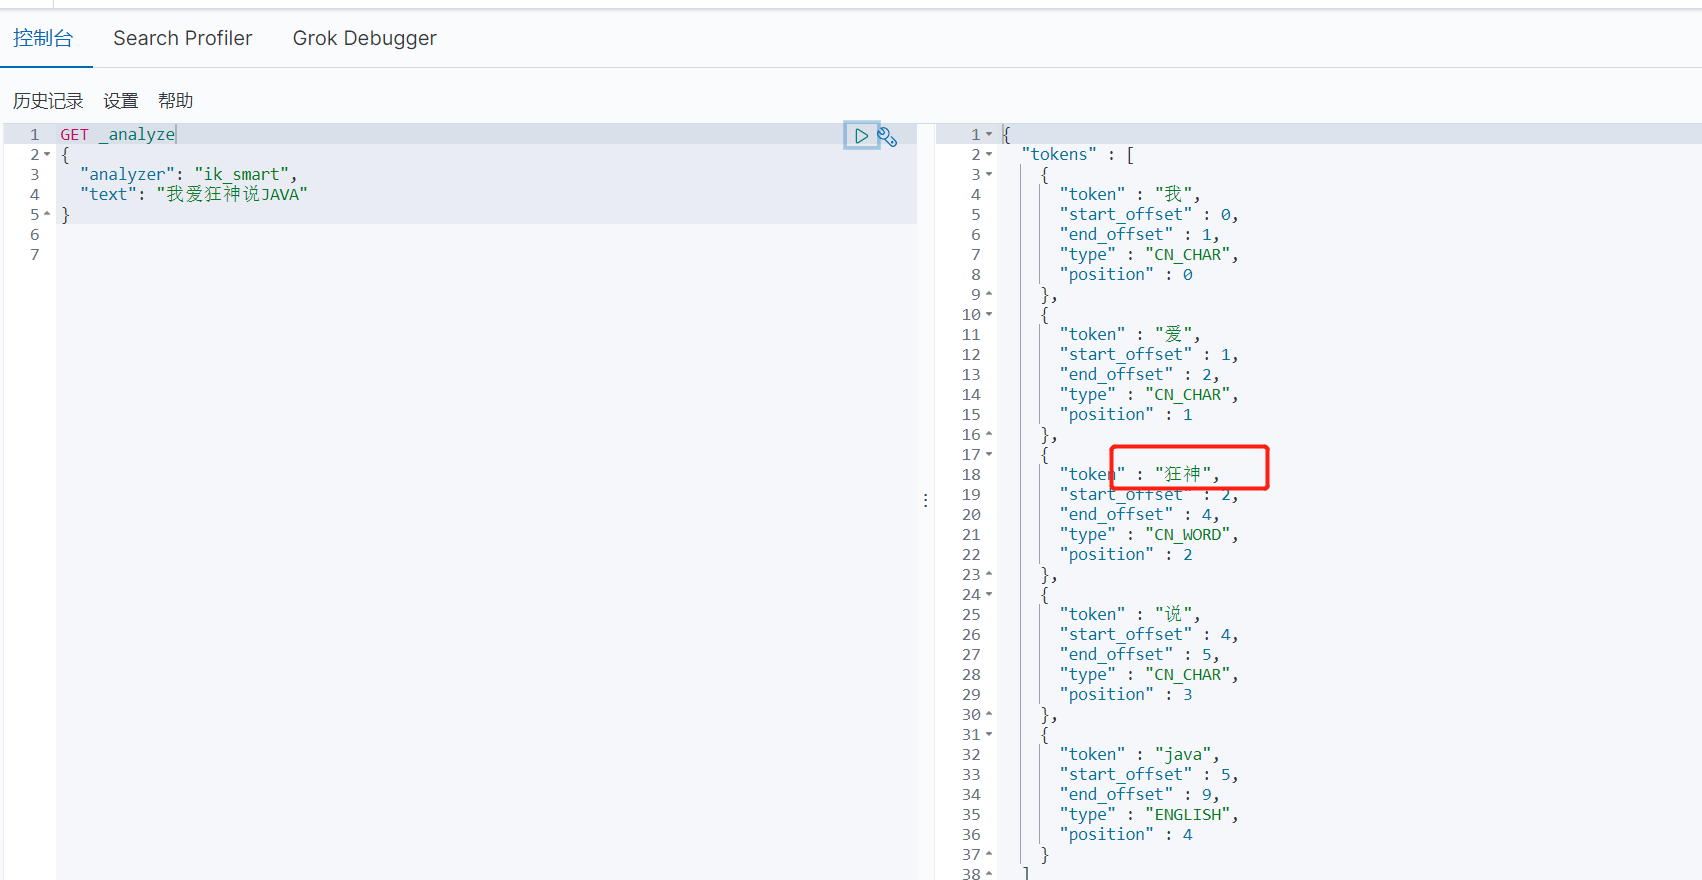 控制台 Search Profiler Grok Debugger
历史记录 设置 帮助
1 GET _analyze
2 {
3 "analyzer": "ik_smart",
4 "text": "我爱狂神说JAVA"
5 }
6
7
1 {
2 "tokens" : [
3 {
4 "token" : "我",
5 "start_offset" : 0,
6 "end_offset" : 1,
7 "type" : "CN_CHAR",
8 "position" : 0
9 },
10 {
11 "token" : "爱",
12 "start_offset" : 1,
13 "end_offset" : 2,
14 "type" : "CN_CHAR",
15 "position" : 1
16 },
17 {
18 "token" : "狂神",
19 "start_offset" : 2,
20 "end_offset" : 4,
21 "type" : "CN_WORD",
22 "position" : 2
23 },
24 {
25 "token" : "说",
26 "start_offset" : 4,
27 "end_offset" : 5,
28 "type" : "CN_CHAR",
29 "position" : 3
30 },
31 {
32 "token" : "java",
33 "start_offset" : 5,
34 "end_offset" : 9,
35 "type" : "ENGLISH",
36 "position" : 4
37 }
38 ]